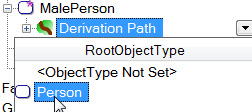 MalePerson
Derivation Path
RootObjectType
<ObjectType Not Set>
Person